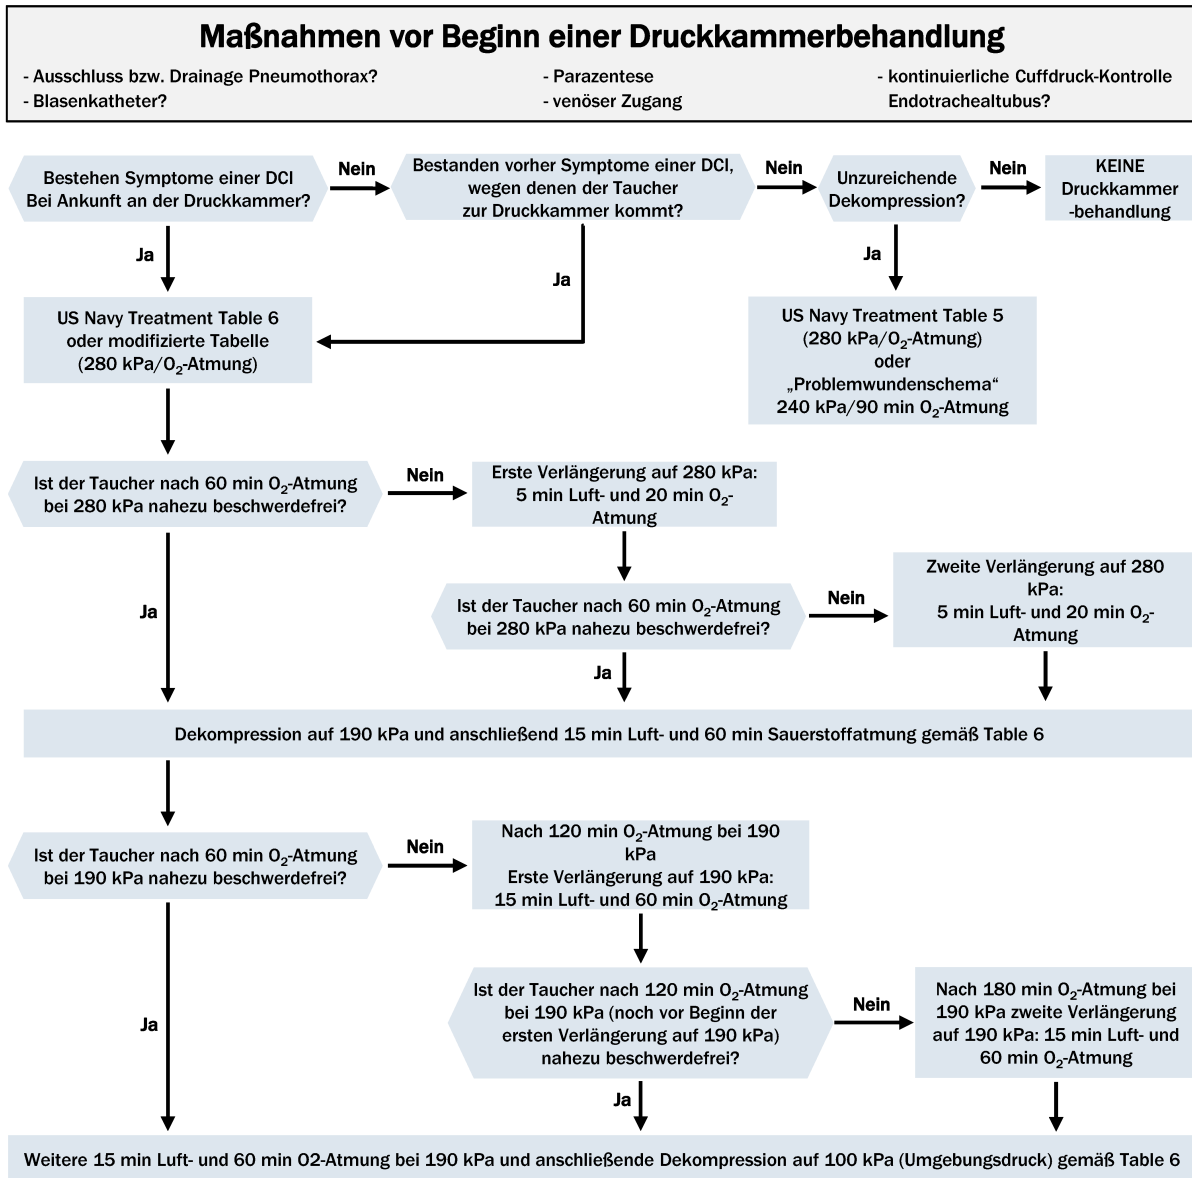 Maßnahmen vor Beginn einer Druckkammerbehandlung
- Ausschluss bzw. Drainage Pneumothorax?
- Blasenkatheter?
- Parazentese
- venöser Zugang
- kontinuierliche Cuffdruck-Kontrolle
Endotrachealtubus?
Bestehen Symptome einer DCI
Bei Ankunft an der Druckkammer?
Nein
Bestanden vorher Symptome einer DCI,
wegen denen der Taucher
zur Druckkammer kommt?
Nein
Unzureichende
Dekompression?
Nein
KEINE
Druckkammer
-behandlung
Ja
Ja
Ja
US Navy Treatment Table 6
oder modifizierte Tabelle
(280 kPa/O₂-Atmung)
US Navy Treatment Table 5
(280 kPa/O₂-Atmung)
oder
„Problemwundenschema“
240 kPa/90 min O₂-Atmung
Ist der Taucher nach 60 min O₂-Atmung
bei 280 kPa nahezu beschwerdefrei?
Nein
Erste Verlängerung auf 280 kPa:
5 min Luft- und 20 min O₂-
Atmung
Ja
Ist der Taucher nach 60 min O₂-Atmung
bei 280 kPa nahezu beschwerdefrei?
Nein
Zweite Verlängerung auf 280
kPa:
5 min Luft- und 20 min O₂-
Atmung
Ja
Dekompression auf 190 kPa und anschließend 15 min Luft- und 60 min Sauerstoffatmung gemäß Table 6
Ist der Taucher nach 60 min O₂-Atmung
bei 190 kPa nahezu beschwerdefrei?
Nein
Nach 120 min O₂-Atmung bei 190
kPa
Erste Verlängerung auf 190 kPa:
15 min Luft- und 60 min O₂-Atmung
Ja
Ist der Taucher nach 120 min O₂-Atmung
bei 190 kPa (noch vor Beginn der
ersten Verlängerung auf 190 kPa)
nahezu beschwerdefrei?
Nein
Nach 180 min O₂-Atmung bei
190 kPa zweite Verlängerung
auf 190 kPa: 15 min Luft- und
60 min O₂-Atmung
Ja
Weitere 15 min Luft- und 60 min O2-Atmung bei 190 kPa und anschließende Dekompression auf 100 kPa (Umgebungsdruck) gemäß Table 6